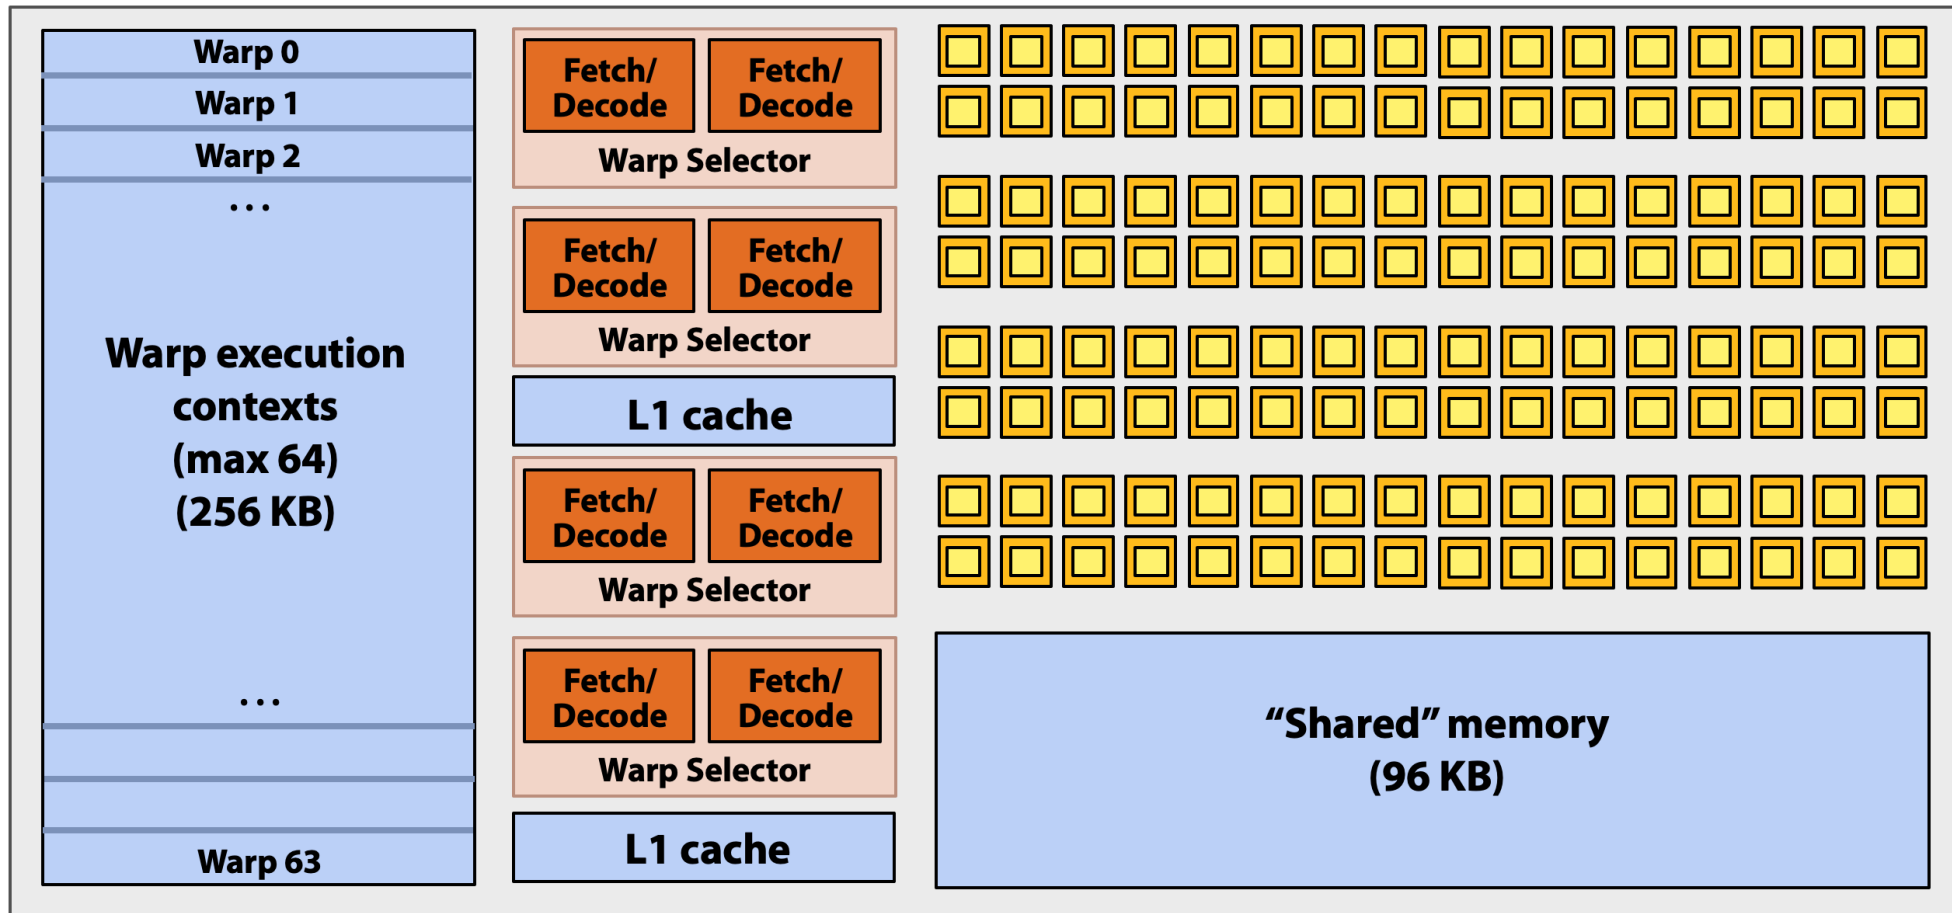 Warp 0
Warp 1
Warp 2
...
Warp execution
contexts
(max 64)
(256 KB)
...
Warp 63
Fetch/
Decode
Fetch/
Decode
Warp Selector
Fetch/
Decode
Fetch/
Decode
Warp Selector
L1 cache
Fetch/
Decode
Fetch/
Decode
Warp Selector
Fetch/
Decode
Fetch/
Decode
Warp Selector
L1 cache
“Shared” memory
(96 KB)